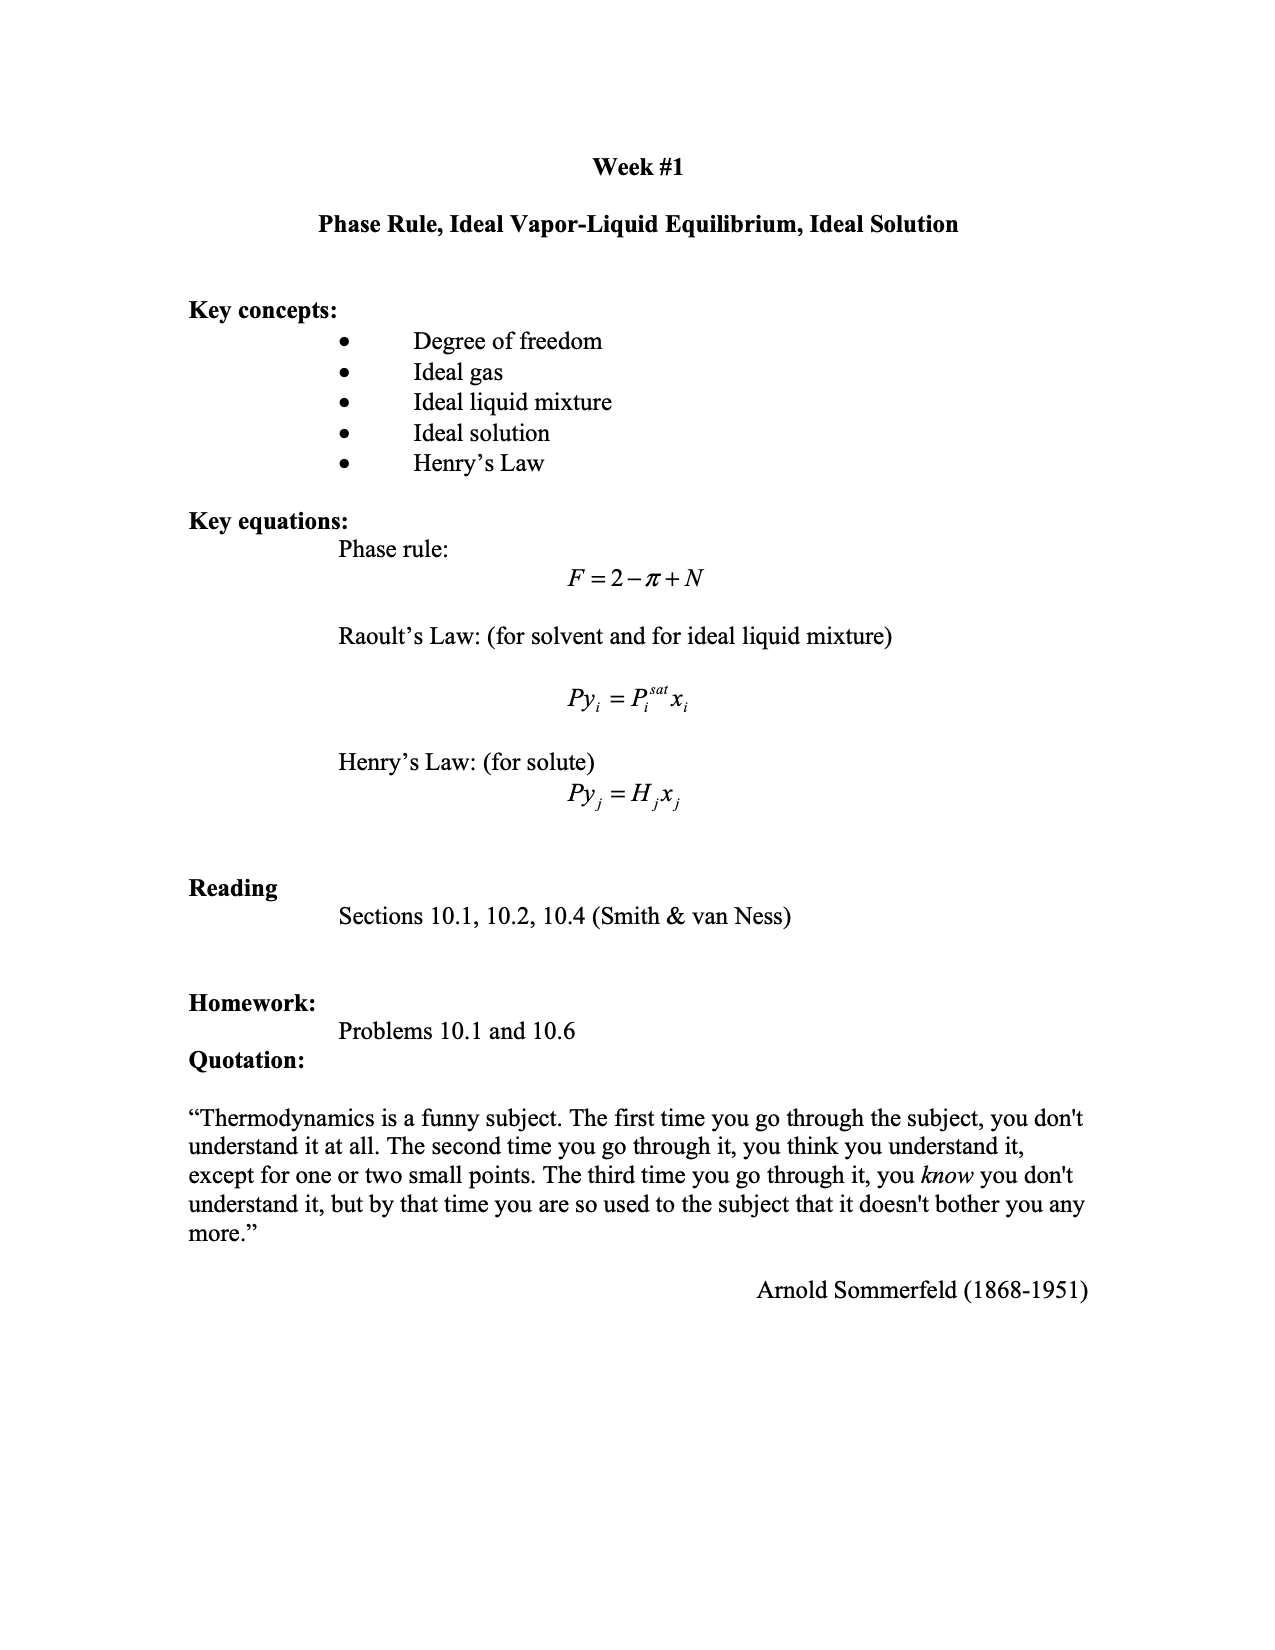 Week #1
Phase Rule, Ideal Vapor-Liquid Equilibrium, Ideal Solution
Key concepts:
• Degree of freedom
• Ideal gas
• Ideal liquid mixture
• Ideal solution
• Henry’s Law
Key equations:
Phase rule:
F = 2 − π + N
Raoult’s Law: (for solvent and for ideal liquid mixture)
Py_i = P_i^{sat} x_i
Henry’s Law: (for solute)
Py_j = H_j x_j
Reading
Sections 10.1, 10.2, 10.4 (Smith & van Ness)
Homework:
Problems 10.1 and 10.6
Quotation:
“Thermodynamics is a funny subject. The first time you go through the subject, you don't
understand it at all. The second time you go through it, you think you understand it,
except for one or two small points. The third time you go through it, you know you don't
understand it, but by that time you are so used to the subject that it doesn't bother you any
more.”
Arnold Sommerfeld (1868-1951)